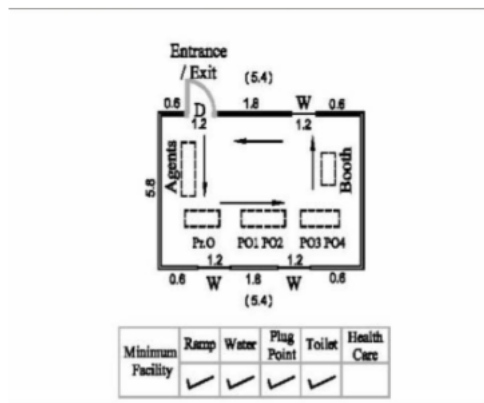 Entrance
/ Exit
(5.4)
0.6 D 1.8 W 0.6
1.2 1.2
Agents
Booth
5.8
Pr.O PO1 PO2 PO3 PO4
1.2 1.2
0.6 W 1.8 W 0.6
(5.4)
Minimum Facility Ramp Water Plug Point Toilet Health Care